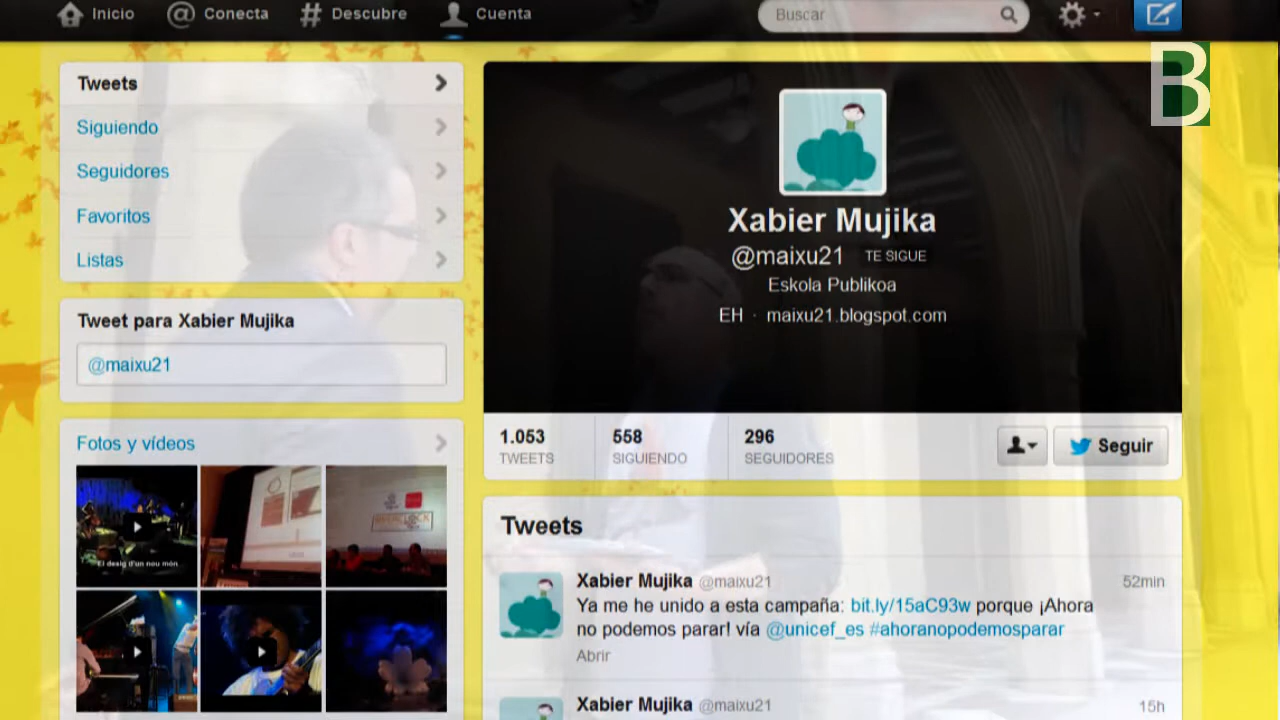 Inicio
Conecta
Descubre
Cuenta
Buscar
B
Tweets
Siguiendo
Seguidores
Favoritos
Listas
Tweet para Xabier Mujika
@maixu21
Fotos y vídeos
El desig d'un nou món
Xabier Mujika
@maixu21 TE SIGUE
Eskola Publikoa
EH · maixu21.blogspot.com
1.053 TWEETS
558 SIGUIENDO
296 SEGUIDORES
Seguir
Tweets
Xabier Mujika @maixu21 52min
Ya me he unido a esta campaña: bit.ly/15aC93w porque ¡Ahora
no podemos parar! vía @unicef_es #ahoranopodemosparar
Abrir
Xabier Mujika @maixu21 15h